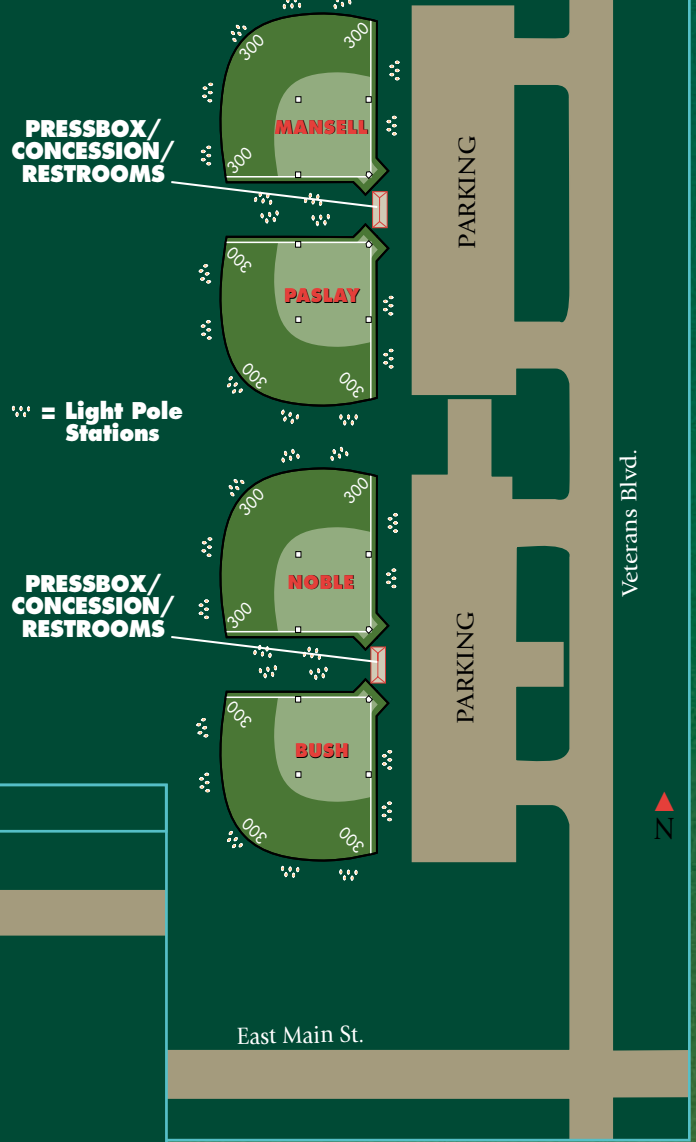 300
300
MANSELL
PRESSBOX/
CONCESSION/
RESTROOMS
300
PARKING
300
PASLAY
300
300
= Light Pole
Stations
300
300
Veterans Blvd.
NOBLE
PRESSBOX/
CONCESSION/
RESTROOMS
300
PARKING
300
BUSH
300
300
N
East Main St.